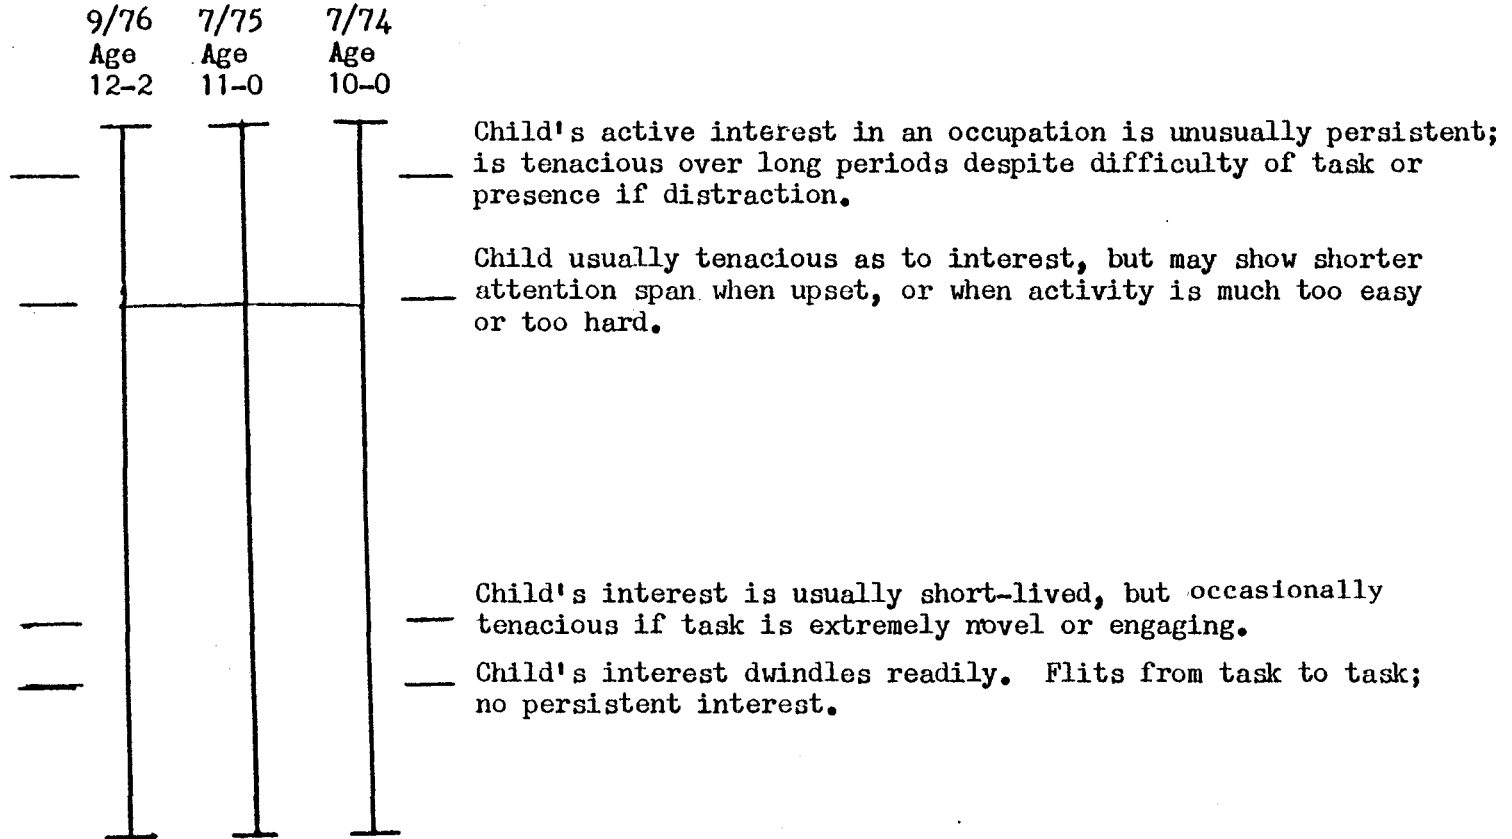 9/76 7/75 7/74
Age Age Age
12-2 11-0 10-0
Child's active interest in an occupation is unusually persistent;
is tenacious over long periods despite difficulty of task or
presence if distraction.
Child usually tenacious as to interest, but may show shorter
attention span when upset, or when activity is much too easy
or too hard.
Child's interest is usually short-lived, but occasionally
tenacious if task is extremely novel or engaging.
Child's interest dwindles readily. Flits from task to task;
no persistent interest.